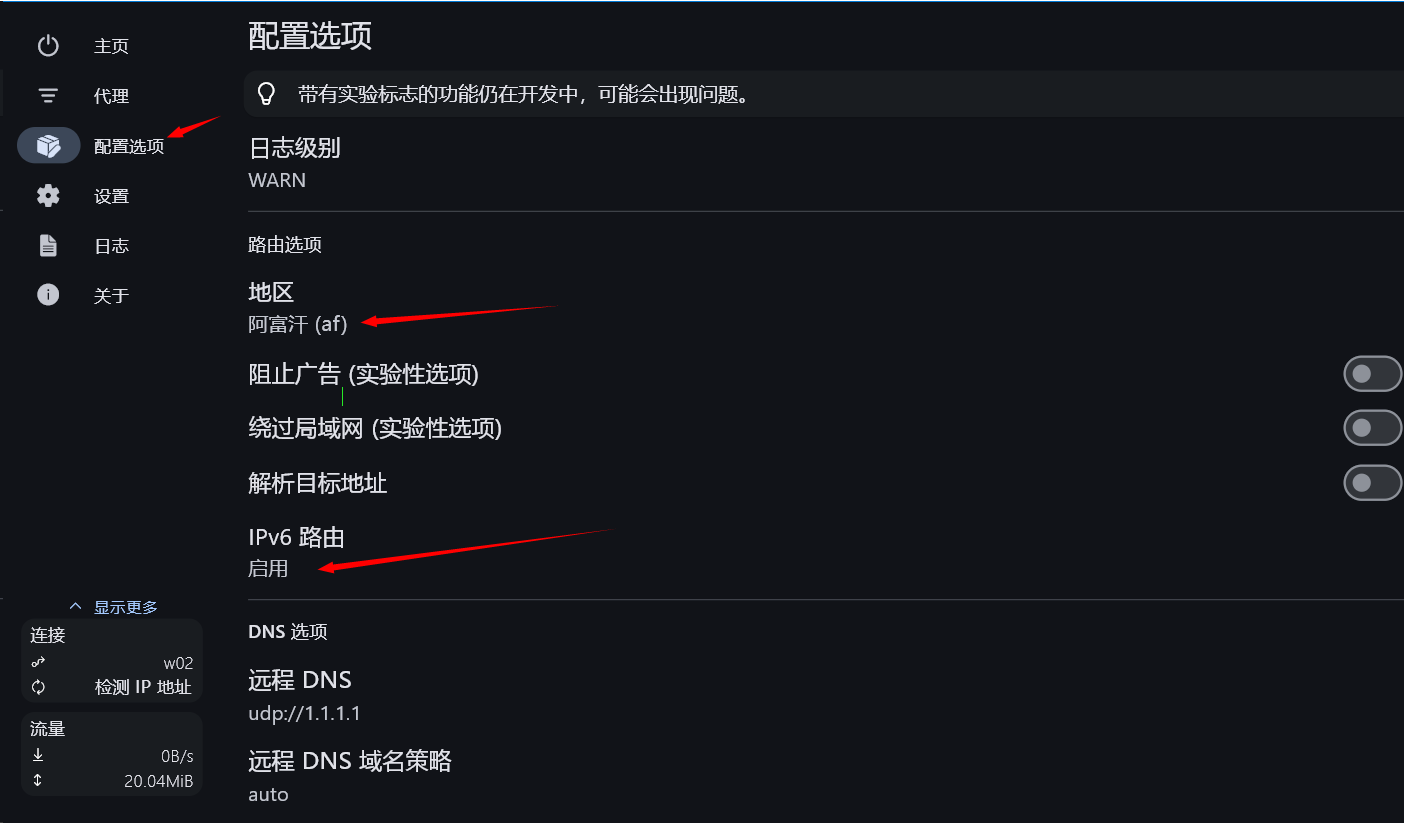 主页
代理
配置选项
设置
日志
关于
显示更多
连接
w02
检测 IP 地址
流量
0B/s
20.04MiB
配置选项
带有实验标志的功能仍在开发中，可能会出现问题。
日志级别
WARN
路由选项
地区
阿富汗 (af)
阻止广告 (实验性选项)
绕过局域网 (实验性选项)
解析目标地址
IPv6 路由
启用
DNS 选项
远程 DNS
udp://1.1.1.1
远程 DNS 域名策略
auto